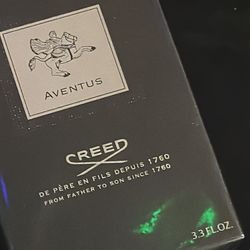 AVENTUS
CREED
DE PÈRE EN FILS DEPUIS 1760
FROM FATHER TO SON SINCE 1760
3.3 FL.OZ.